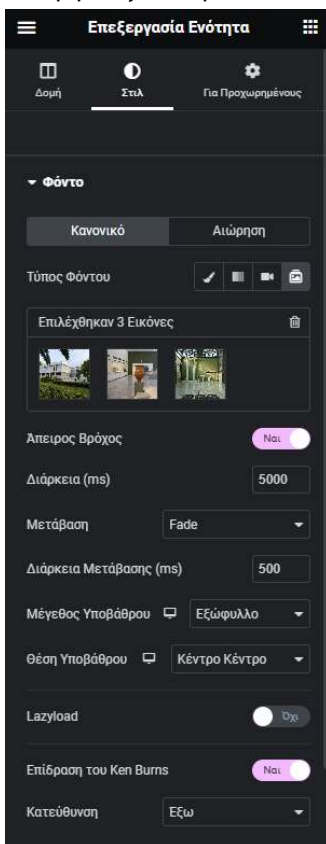 Επεξεργασία Ενότητα
Δομή
Στιλ
Για Προχωρημένους
Φόντο
Κανονικό
Αιώρηση
Τύπος Φόντου
Επιλέχθηκαν 3 Εικόνες
Άπειρος Βρόχος
Ναι
Διάρκεια (ms)
5000
Μετάβαση
Fade
Διάρκεια Μετάβασης (ms)
500
Μέγεθος Υποβάθρου
Εξώφυλλο
Θέση Υποβάθρου
Κέντρο Κέντρο
Lazyload
Όχι
Επίδραση του Ken Burns
Ναι
Κατεύθυνση
Εξω